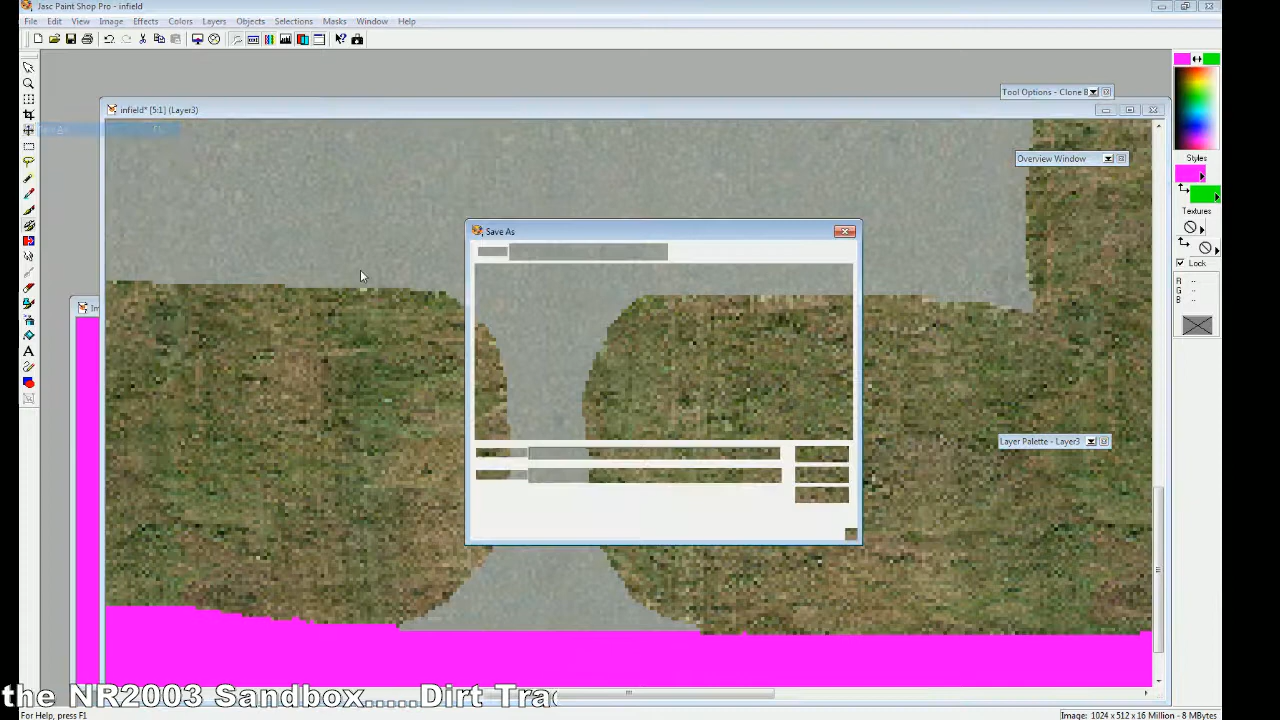 Jasc Paint Shop Pro - infield
File Edit View Image Effects Colors Layers Objects Selections Masks Window Help
Tool Options - Clone B
infield* [5:1] (Layer3)
Overview Window
Styles
Textures
Save As
Lock
R --
G --
B --
Layer Palette - Layer3
the NR2003 Sandbox.....Dirt Trac
For Help, press F1
Image: 1024 x 512 x 16 Million - 8 MBytes